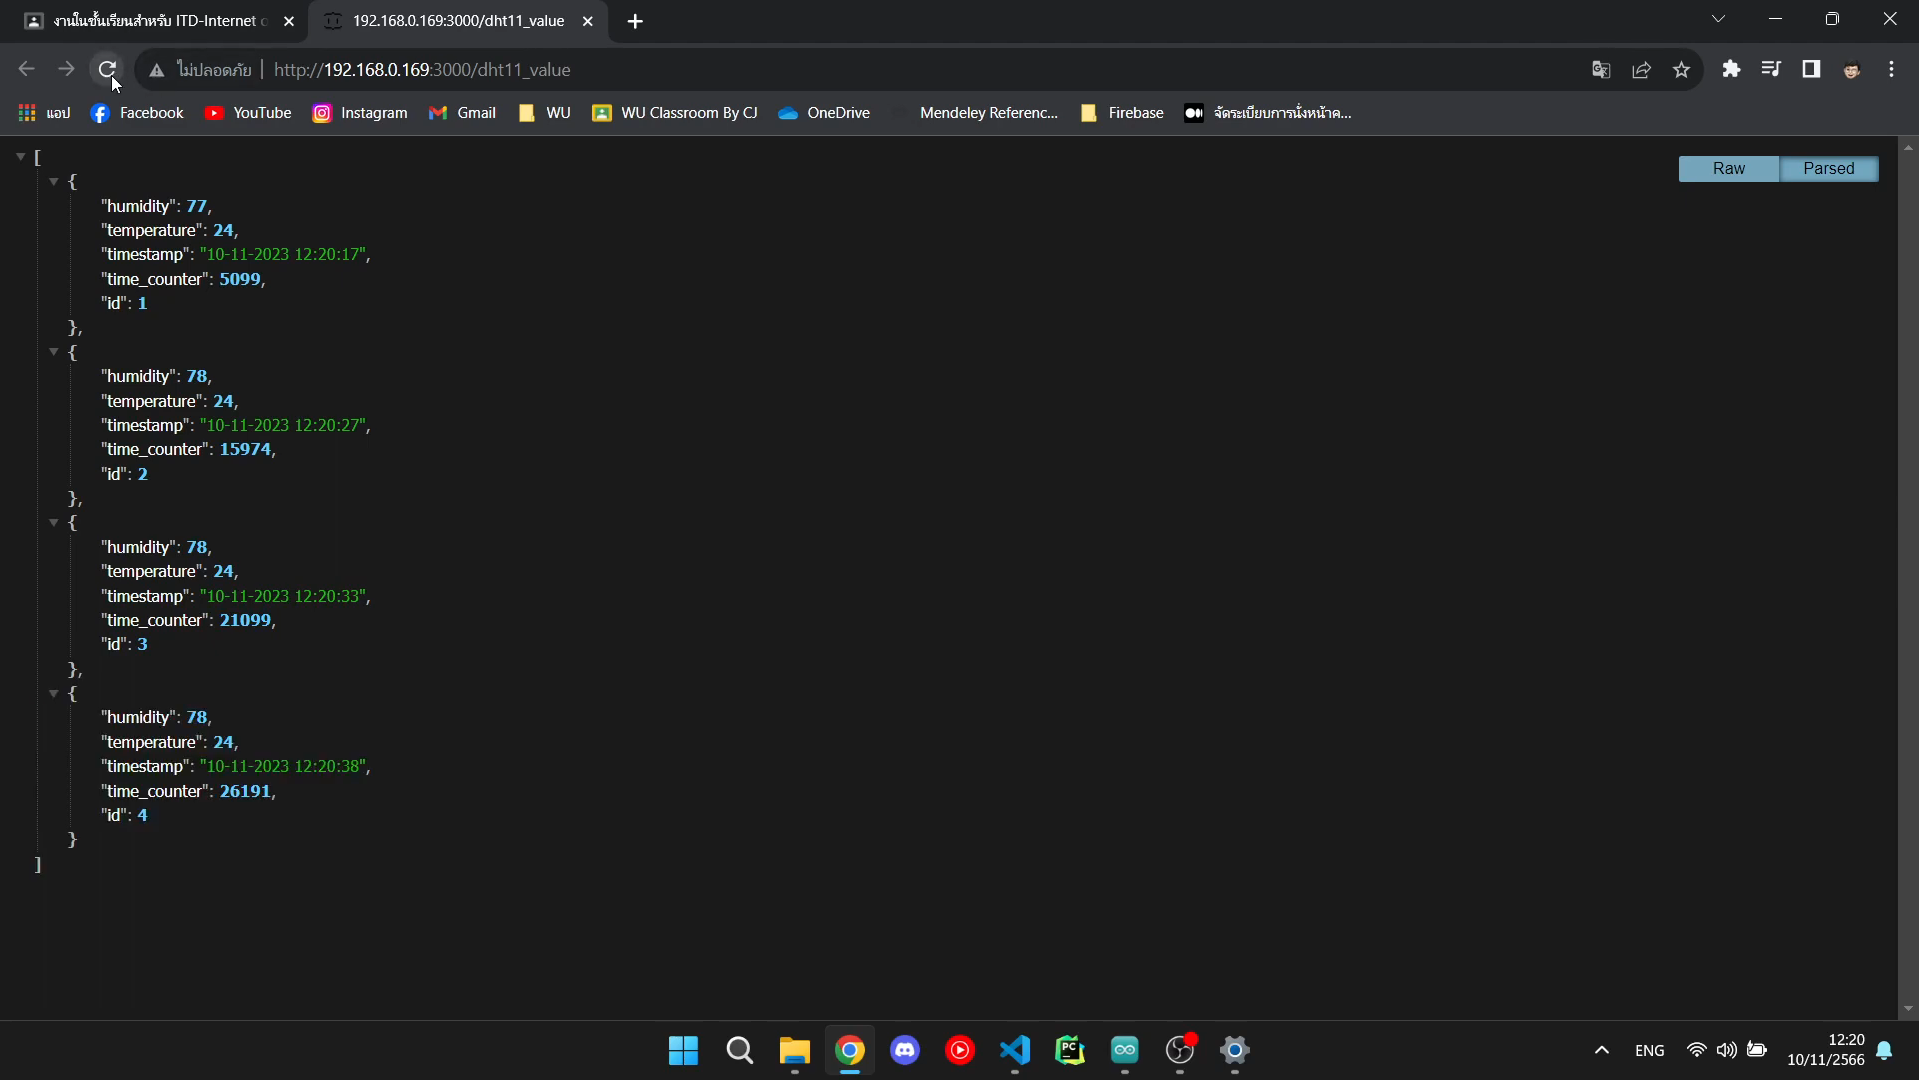 งานในชั้นเรียนสำหรับ ITD-Internet o
192.168.0.169:3000/dht11_value
ไม่ปลอดภัย
http://192.168.0.169:3000/dht11_value
แอป
Facebook
YouTube
Instagram
Gmail
WU
WU Classroom By CJ
OneDrive
Mendeley Referenc...
Firebase
จัดระเบียบการนั่งหน้าค...
Raw
Parsed
[
{
"humidity": 77,
"temperature": 24,
"timestamp": "10-11-2023 12:20:17",
"time_counter": 5099,
"id": 1
},
{
"humidity": 78,
"temperature": 24,
"timestamp": "10-11-2023 12:20:27",
"time_counter": 15974,
"id": 2
},
{
"humidity": 78,
"temperature": 24,
"timestamp": "10-11-2023 12:20:33",
"time_counter": 21099,
"id": 3
},
{
"humidity": 78,
"temperature": 24,
"timestamp": "10-11-2023 12:20:38",
"time_counter": 26191,
"id": 4
}
]
PC
ENG
12:20
10/11/2566